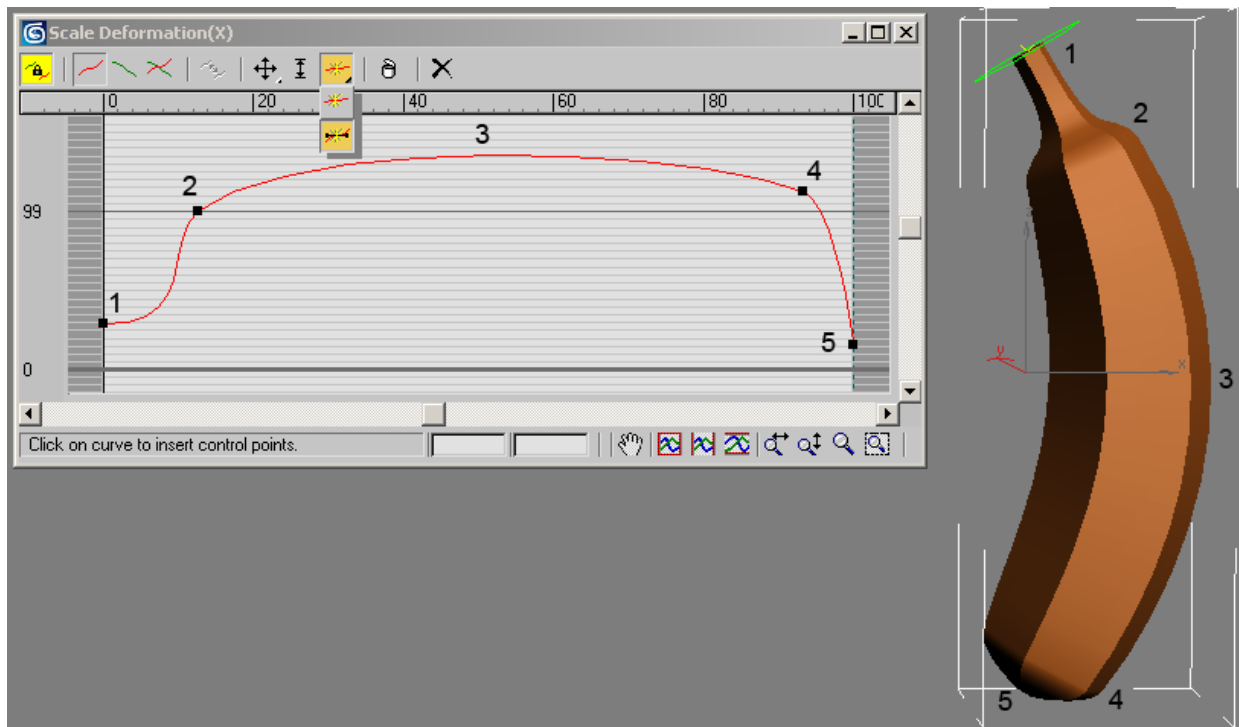 Scale Deformation(X)
0 20 40 60 80 100
3
2
4
99
1
5
0
Click on curve to insert control points.
1
2
z
y
x
3
5
4